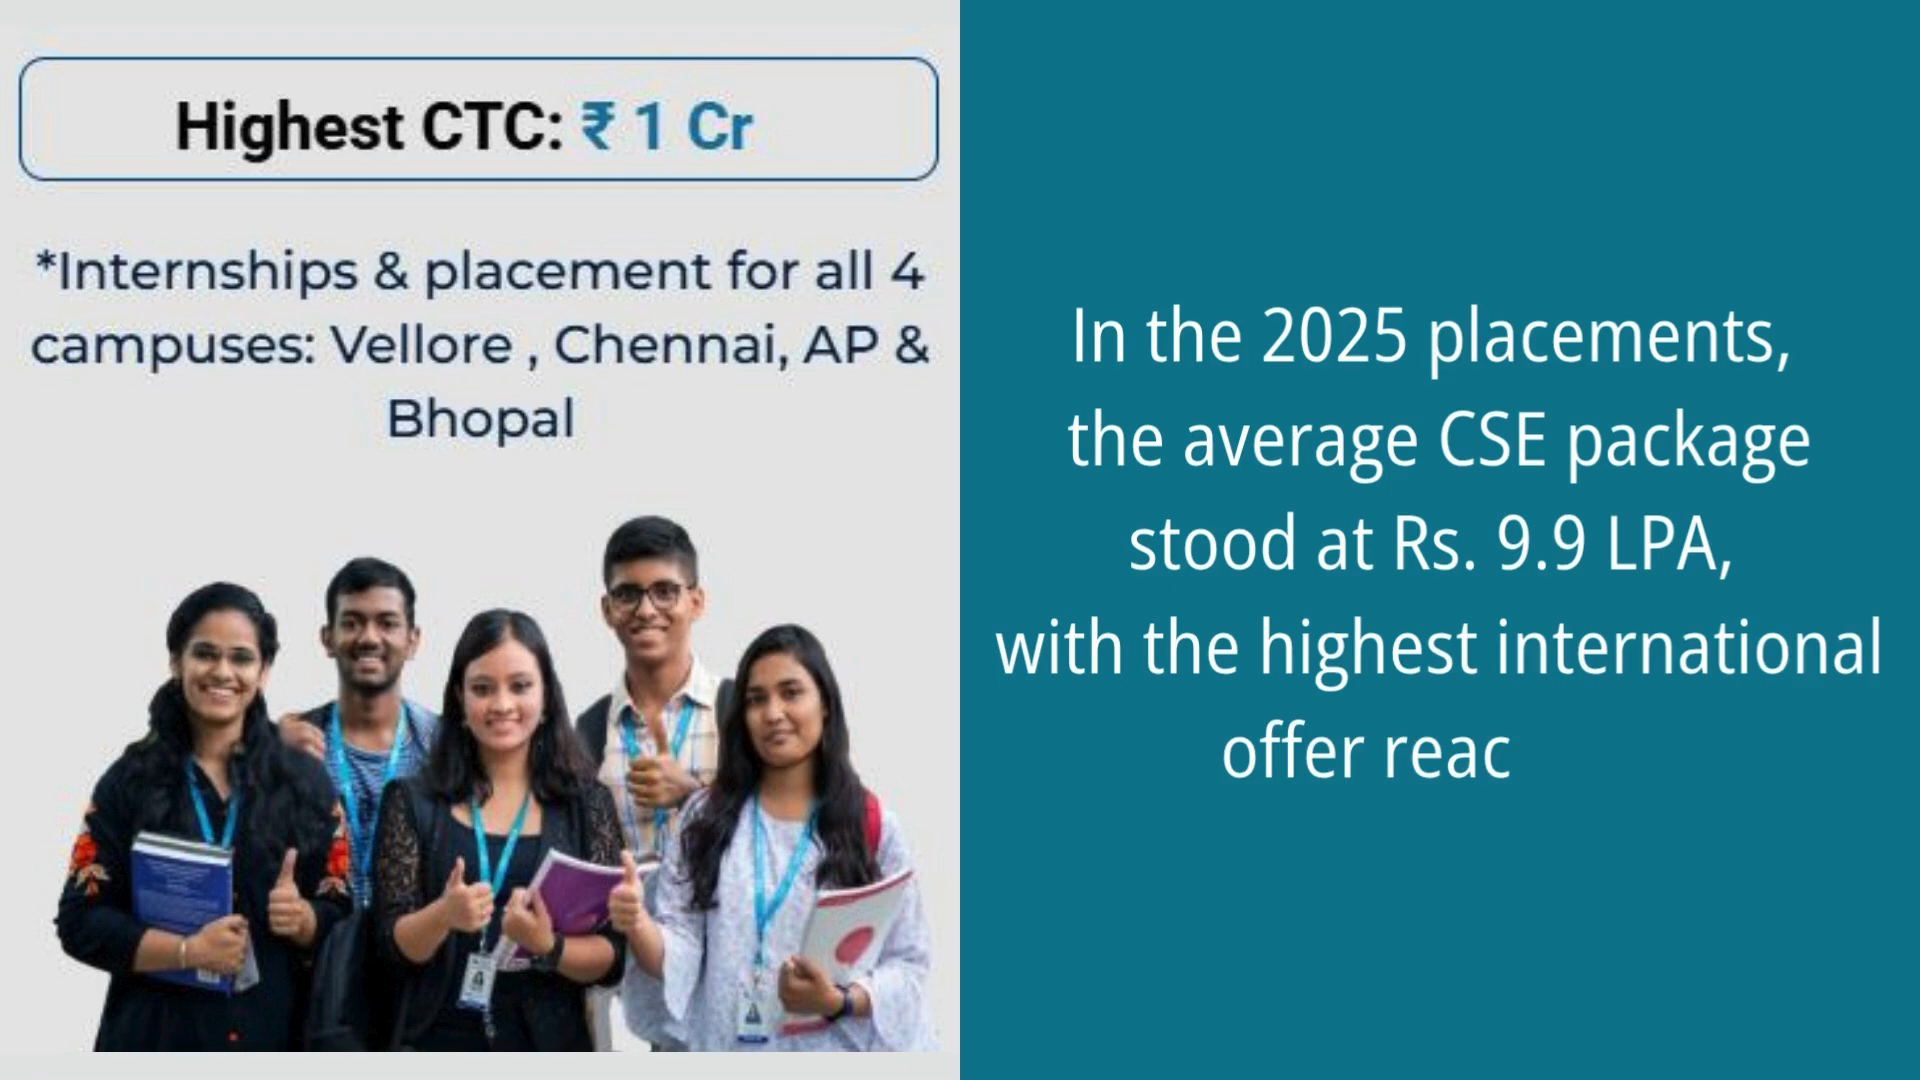 Highest CTC: ₹ 1 Cr
*Internships & placement for all 4
campuses: Vellore , Chennai, AP &
Bhopal
In the 2025 placements,
the average CSE package
stood at Rs. 9.9 LPA,
with the highest international
offer reac